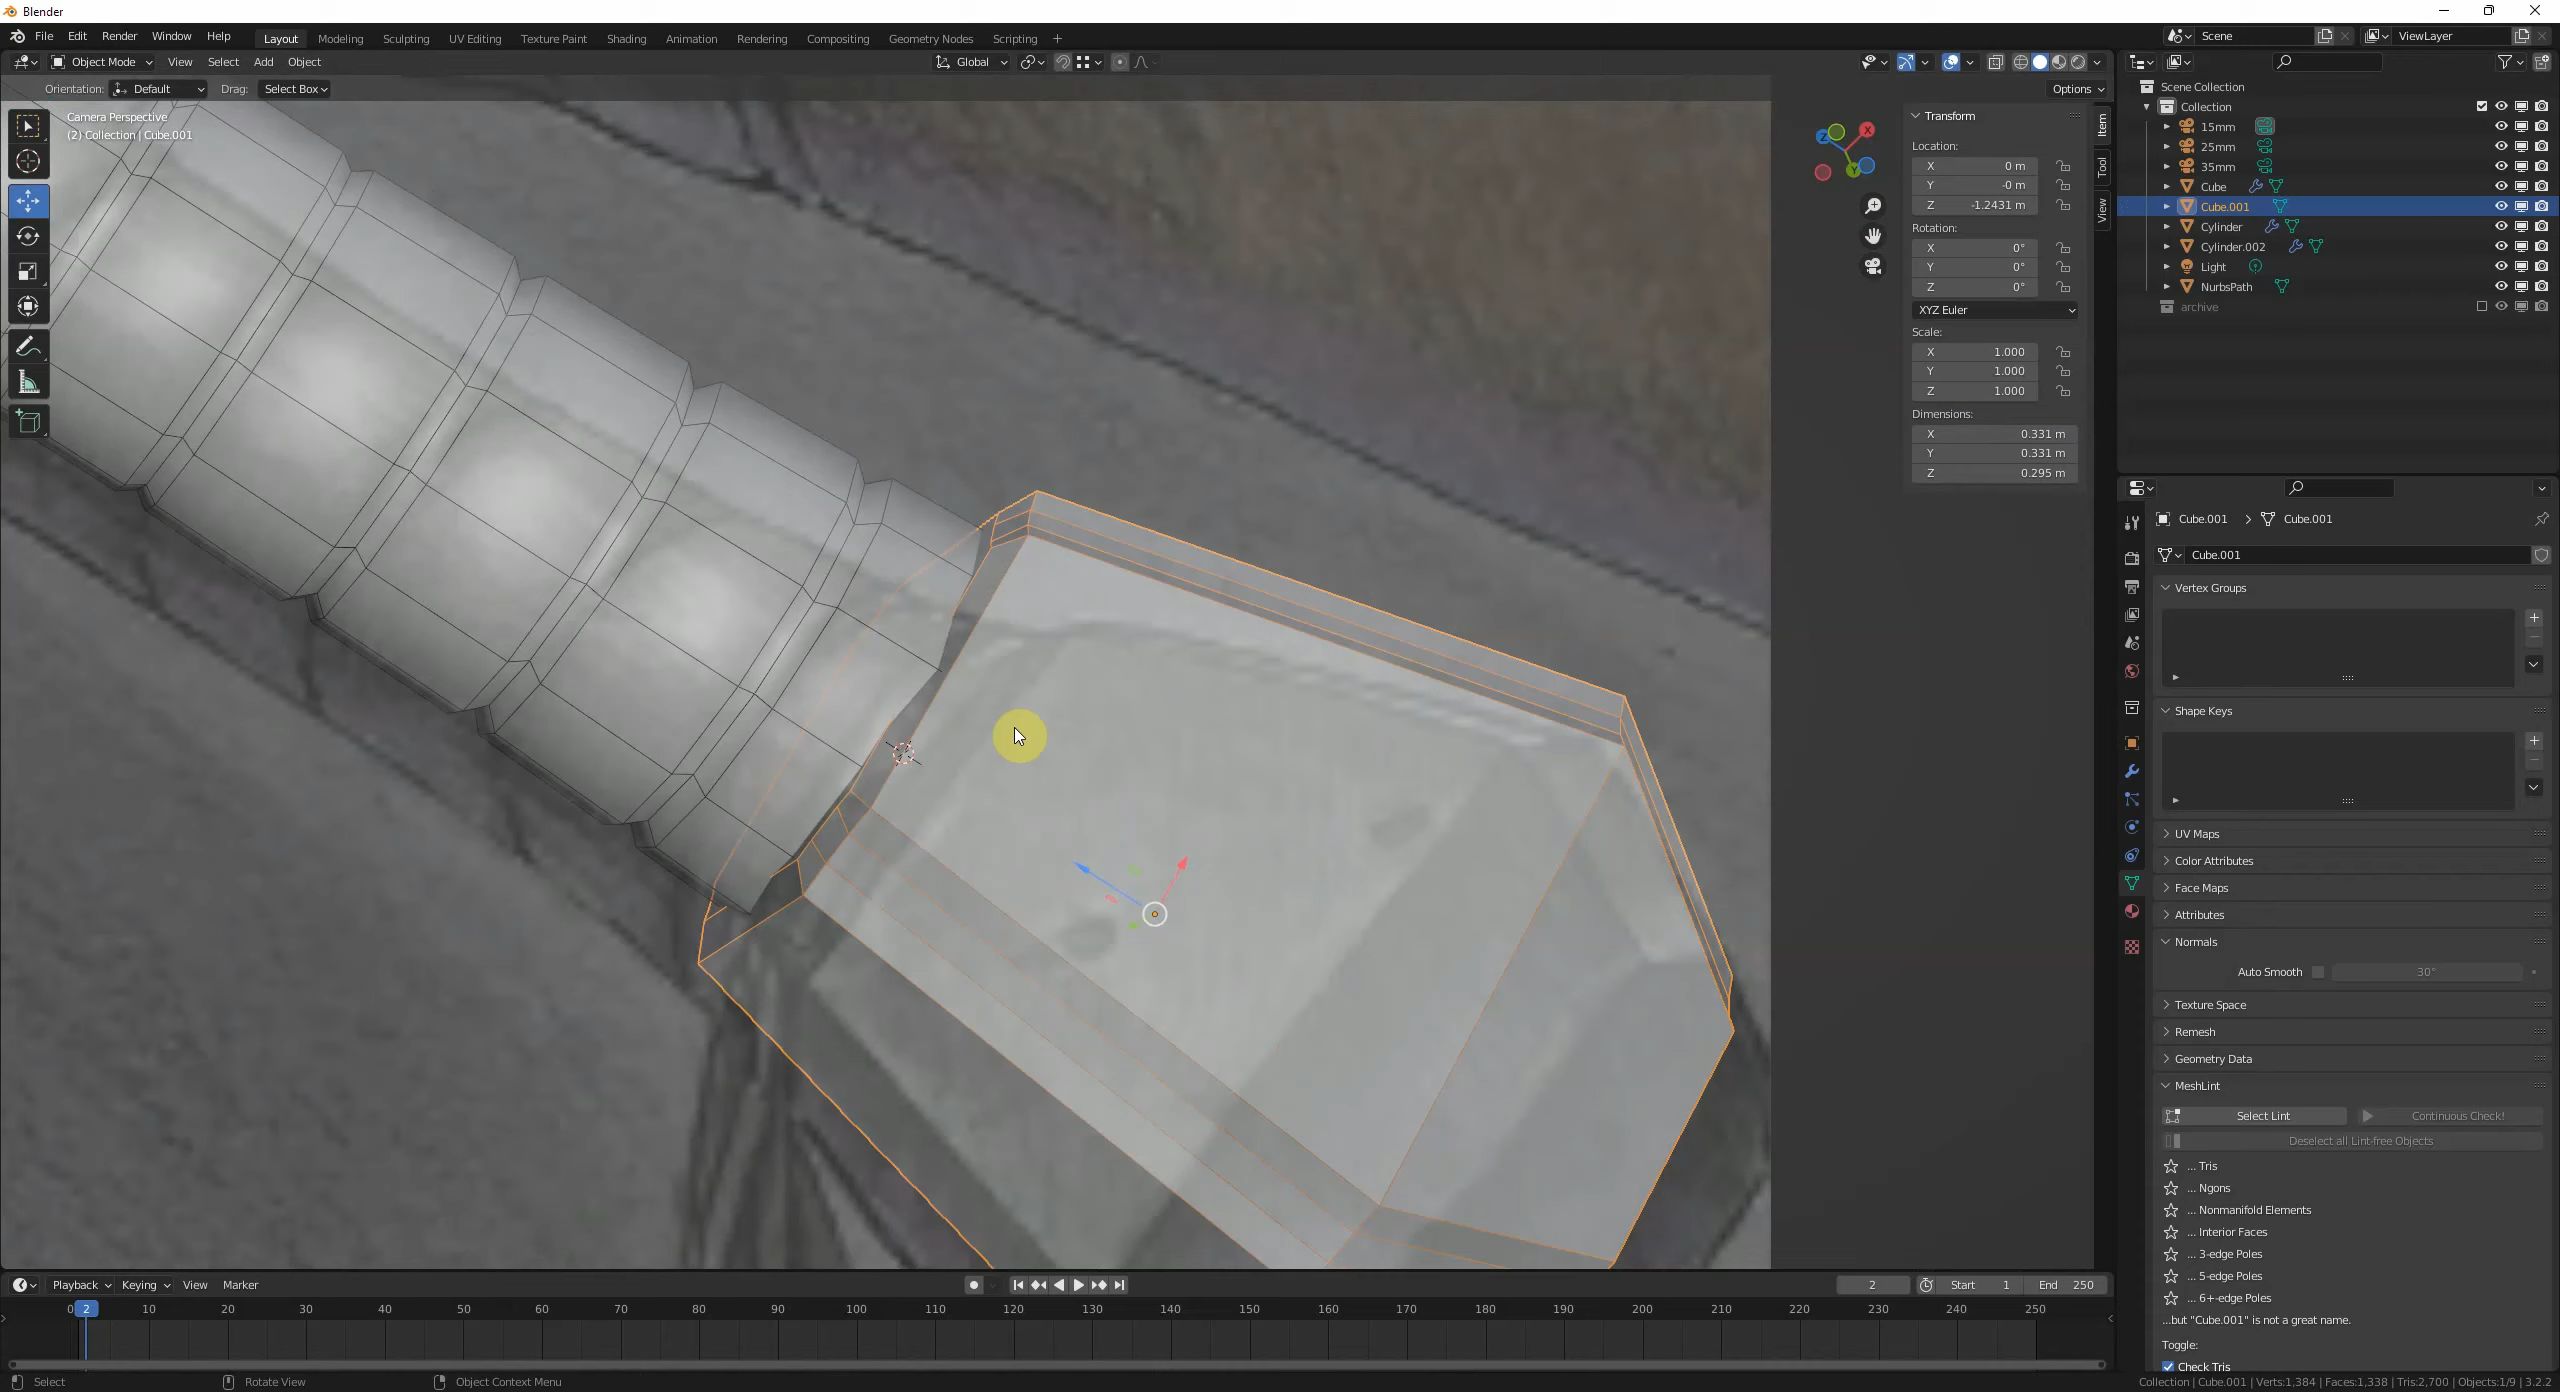 Blender
File Edit Render Window Help Layout Modeling Sculpting UV Editing Texture Paint Shading Animation Rendering Compositing Geometry Nodes Scripting + Scene ViewLayer
Object Mode View Select Add Object Global
Orientation: Default Drag: Select Box Options
Camera Perspective
(2) Collection | Cube.001
X
Y
Z
Item
Tool
View
Transform
Location:
X 0 m
Y -0 m
Z -1.2431 m
Rotation:
X 0°
Y 0°
Z 0°
XYZ Euler
Scale:
X 1.000
Y 1.000
Z 1.000
Dimensions:
X 0.331 m
Y 0.331 m
Z 0.295 m
Scene Collection
Collection
15mm
25mm
35mm
Cube
Cube.001
Cylinder
Cylinder.002
Light
NurbsPath
archive
Cube.001 > Cube.001
Cube.001
Vertex Groups
Shape Keys
UV Maps
Color Attributes
Face Maps
Attributes
Normals
Auto Smooth 30°
Texture Space
Remesh
Geometry Data
MeshLint
Select Lint Continuous Check!
Deselect all Lint-free Objects
... Tris
... Ngons
... Nonmanifold Elements
... Interior Faces
... 3-edge Poles
... 5-edge Poles
... 6+-edge Poles
...but "Cube.001" is not a great name.
Toggle:
Check Tris
Playback Keying View Marker 2 Start 1 End 250
0 2 10 20 30 40 50 60 70 80 90 100 110 120 130 140 150 160 170 180 190 200 210 220 230 240 250
Select Rotate View Object Context Menu Collection | Cube.001 | Verts:1,384 | Faces:1,338 | Tris:2,700 | Objects:1/9 | 3.2.2